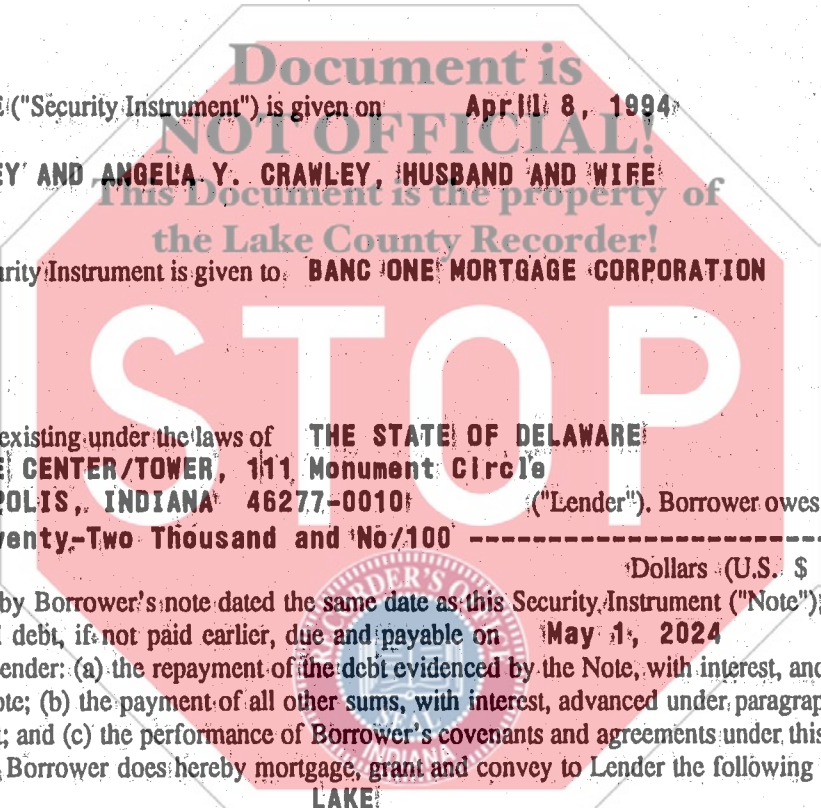 Document is
E ("Security Instrument") is given on April 8, 1994
NOT OFFICIAL!
EY AND ANGELA Y. CRAWLEY, HUSBAND AND WIFE
This Document is the property of
the Lake County Recorder!
urity Instrument is given to BANC ONE MORTGAGE CORPORATION
STOP
existing under the laws of THE STATE OF DELAWARE
E CENTER/TOWER, 111 Monument Circle
POLIS, INDIANA 46277-0010 ("Lender"). Borrower owes
venty-Two Thousand and No/100 ------------------------
Dollars (U.S. $
by Borrower's note dated the same date as this Security Instrument ("Note")
debt, if not paid earlier, due and payable on May 1, 2024
ender: (a) the repayment of the debt evidenced by the Note, with interest, and
ote; (b) the payment of all other sums, with interest, advanced under paragrap
; and (c) the performance of Borrower's covenants and agreements under this
Borrower does hereby mortgage, grant and convey to Lender the following
LAKE
RECORDER'S OFFICE
SEAL
INDIANA